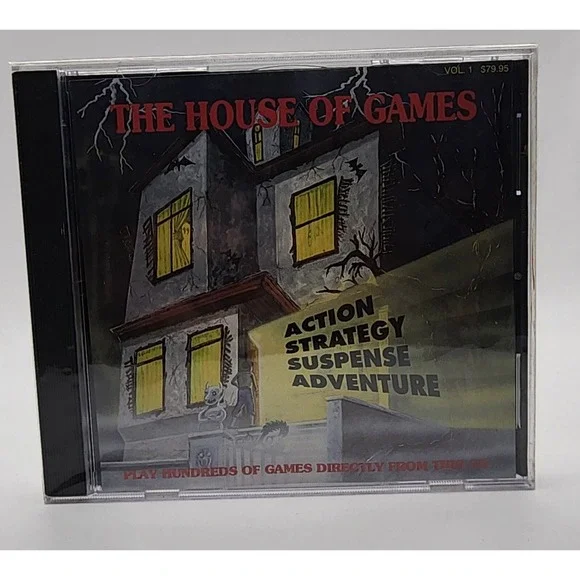 VOL. 1 $79.95
THE HOUSE OF GAMES
ACTION
STRATEGY
SUSPENSE
ADVENTURE
PLAY HUNDREDS OF GAMES DIRECTLY FROM THIS